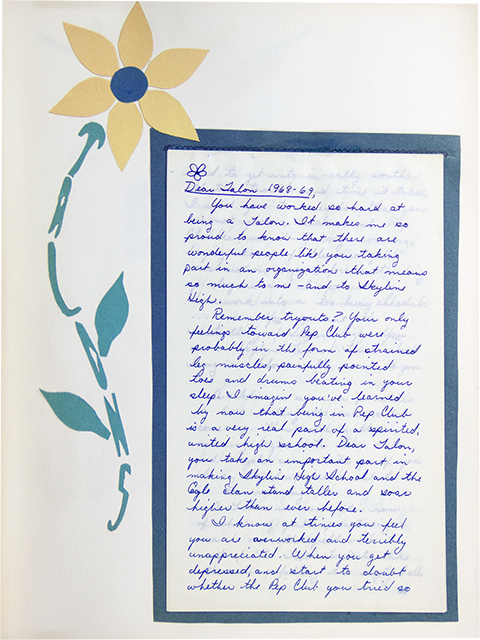 TALONS
Dear Talon 1968-69,
You have worked so hard at
being a Talon. It makes me so
proud to know that there are
wonderful people like you taking
part in an organization that means
so much to me - and to Skyline
High.
Remember tryouts? Your only
feelings toward Pep Club were
probably in the form of strained
leg muscles, painfully pointed
toes and drums beating in your
sleep. I imagin you've learned
by now that being in Pep Club
is a very real part of a spirited,
united high school. Dear Talon,
you take an important part in
making Skyline High School and the
Eagle Clan stand taller and soar
higher than ever before.
I know at times you feel
you are overworked and terribly
unappreciated. When you get
depressed, and start to doubt
whether the Pep Club you tried so